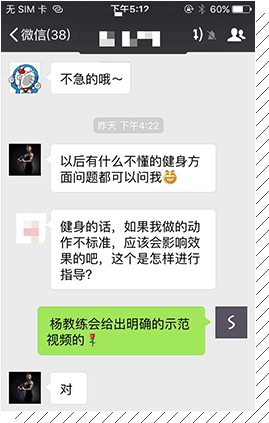 无 SIM 卡 下午5:12 60%
微信(38)
不急的哦～
昨天 下午4:22
以后有什么不懂的健身方
面问题都可以问我😄
健身的话，如果我做的动
作不标准，应该会影响效
果的吧，这个是怎样进行
指导？
杨教练会给出明确的示范
视频的🌹
S
对